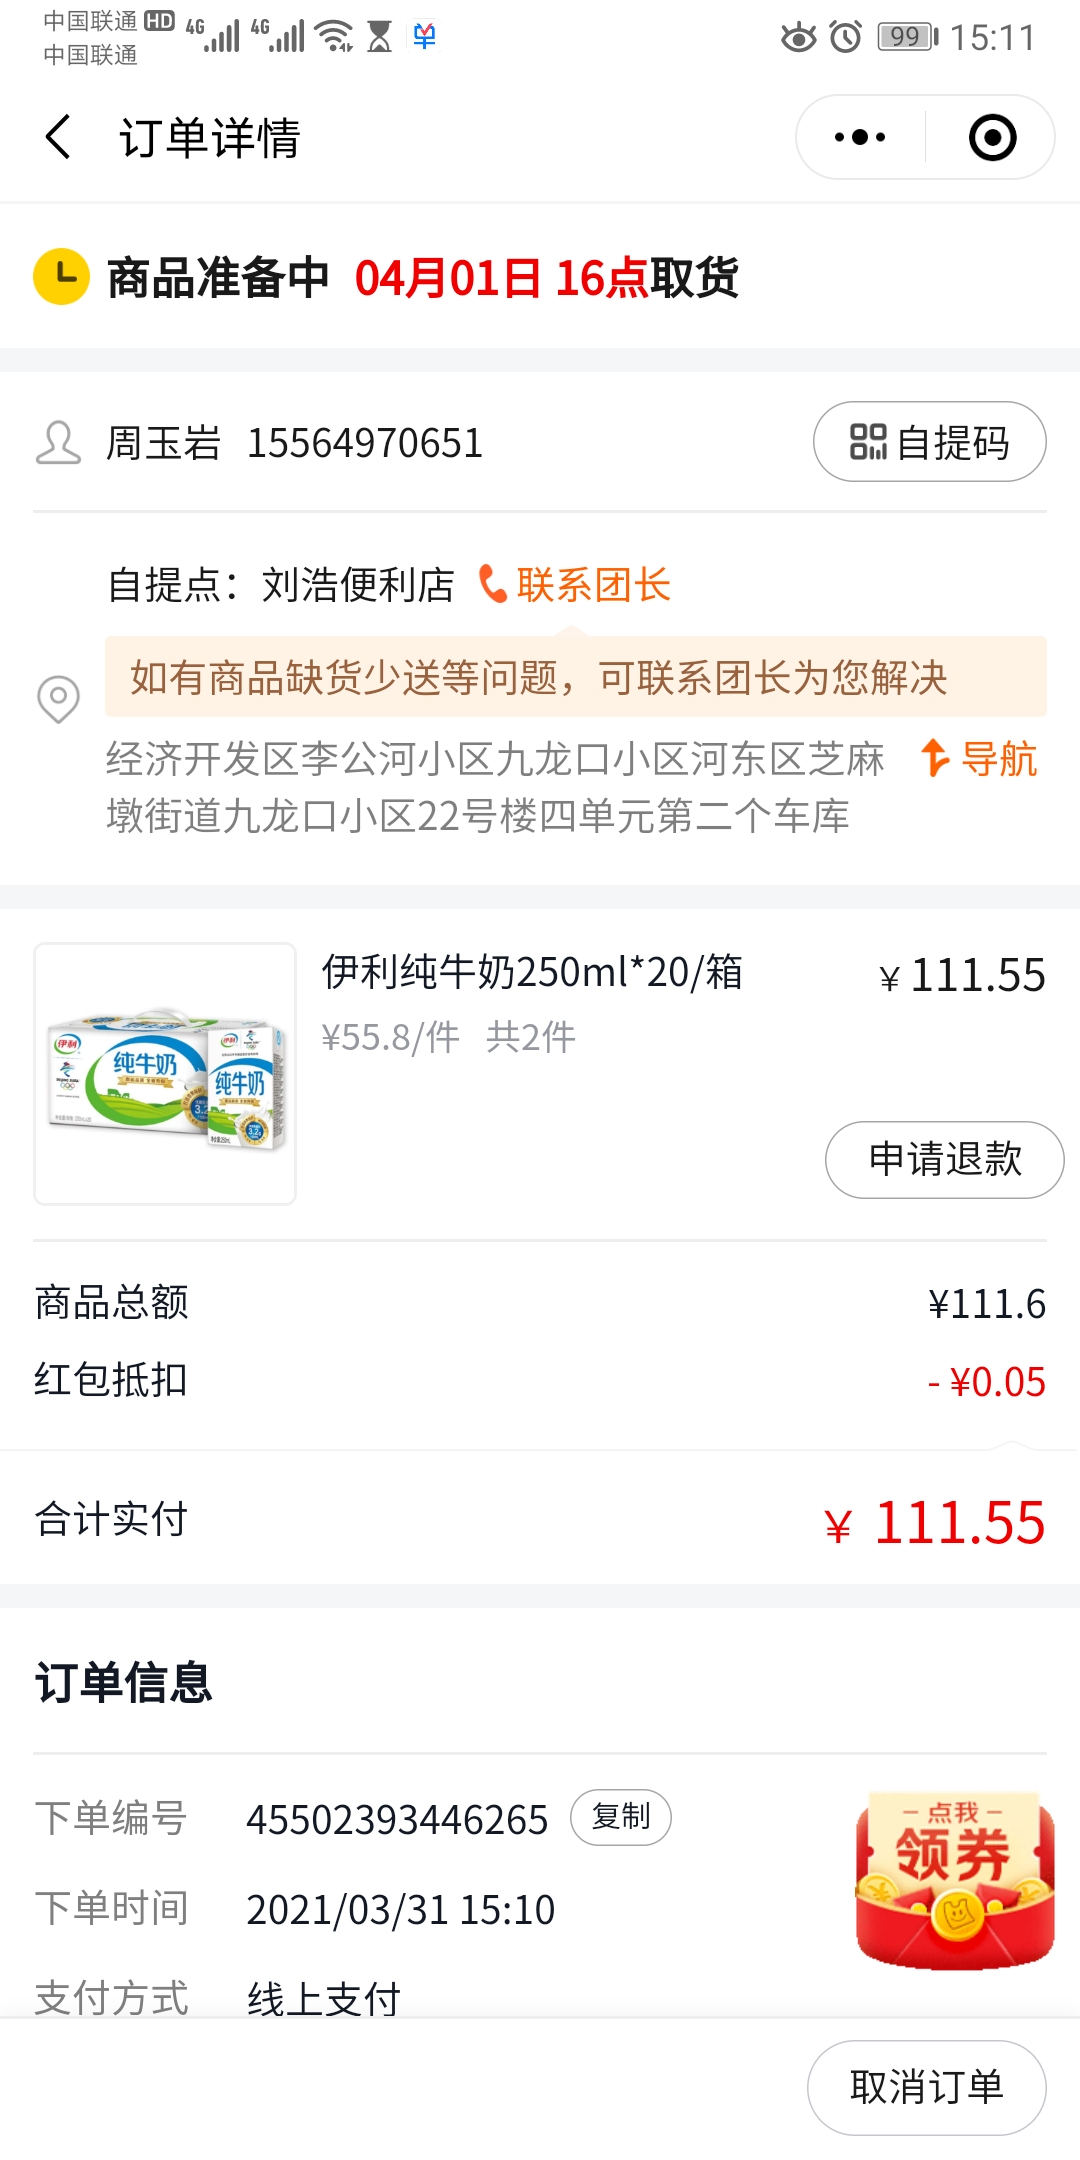 中国联通 HD 4G 4G 99 15:11
中国联通
订单详情
商品准备中 04月01日 16点取货
周玉岩 15564970651 自提码
自提点：刘浩便利店 联系团长
如有商品缺货少送等问题，可联系团长为您解决
经济开发区李公河小区九龙口小区河东区芝麻 导航
墩街道九龙口小区22号楼四单元第二个车库
伊利纯牛奶250ml*20/箱 ¥111.55
¥55.8/件 共2件
伊利 纯牛奶
伊利 纯牛奶
申请退款
商品总额 ¥111.6
红包抵扣 - ¥0.05
合计实付 ¥ 111.55
订单信息
下单编号 45502393446265 复制
点我
领券
下单时间 2021/03/31 15:10
支付方式 线上支付
取消订单